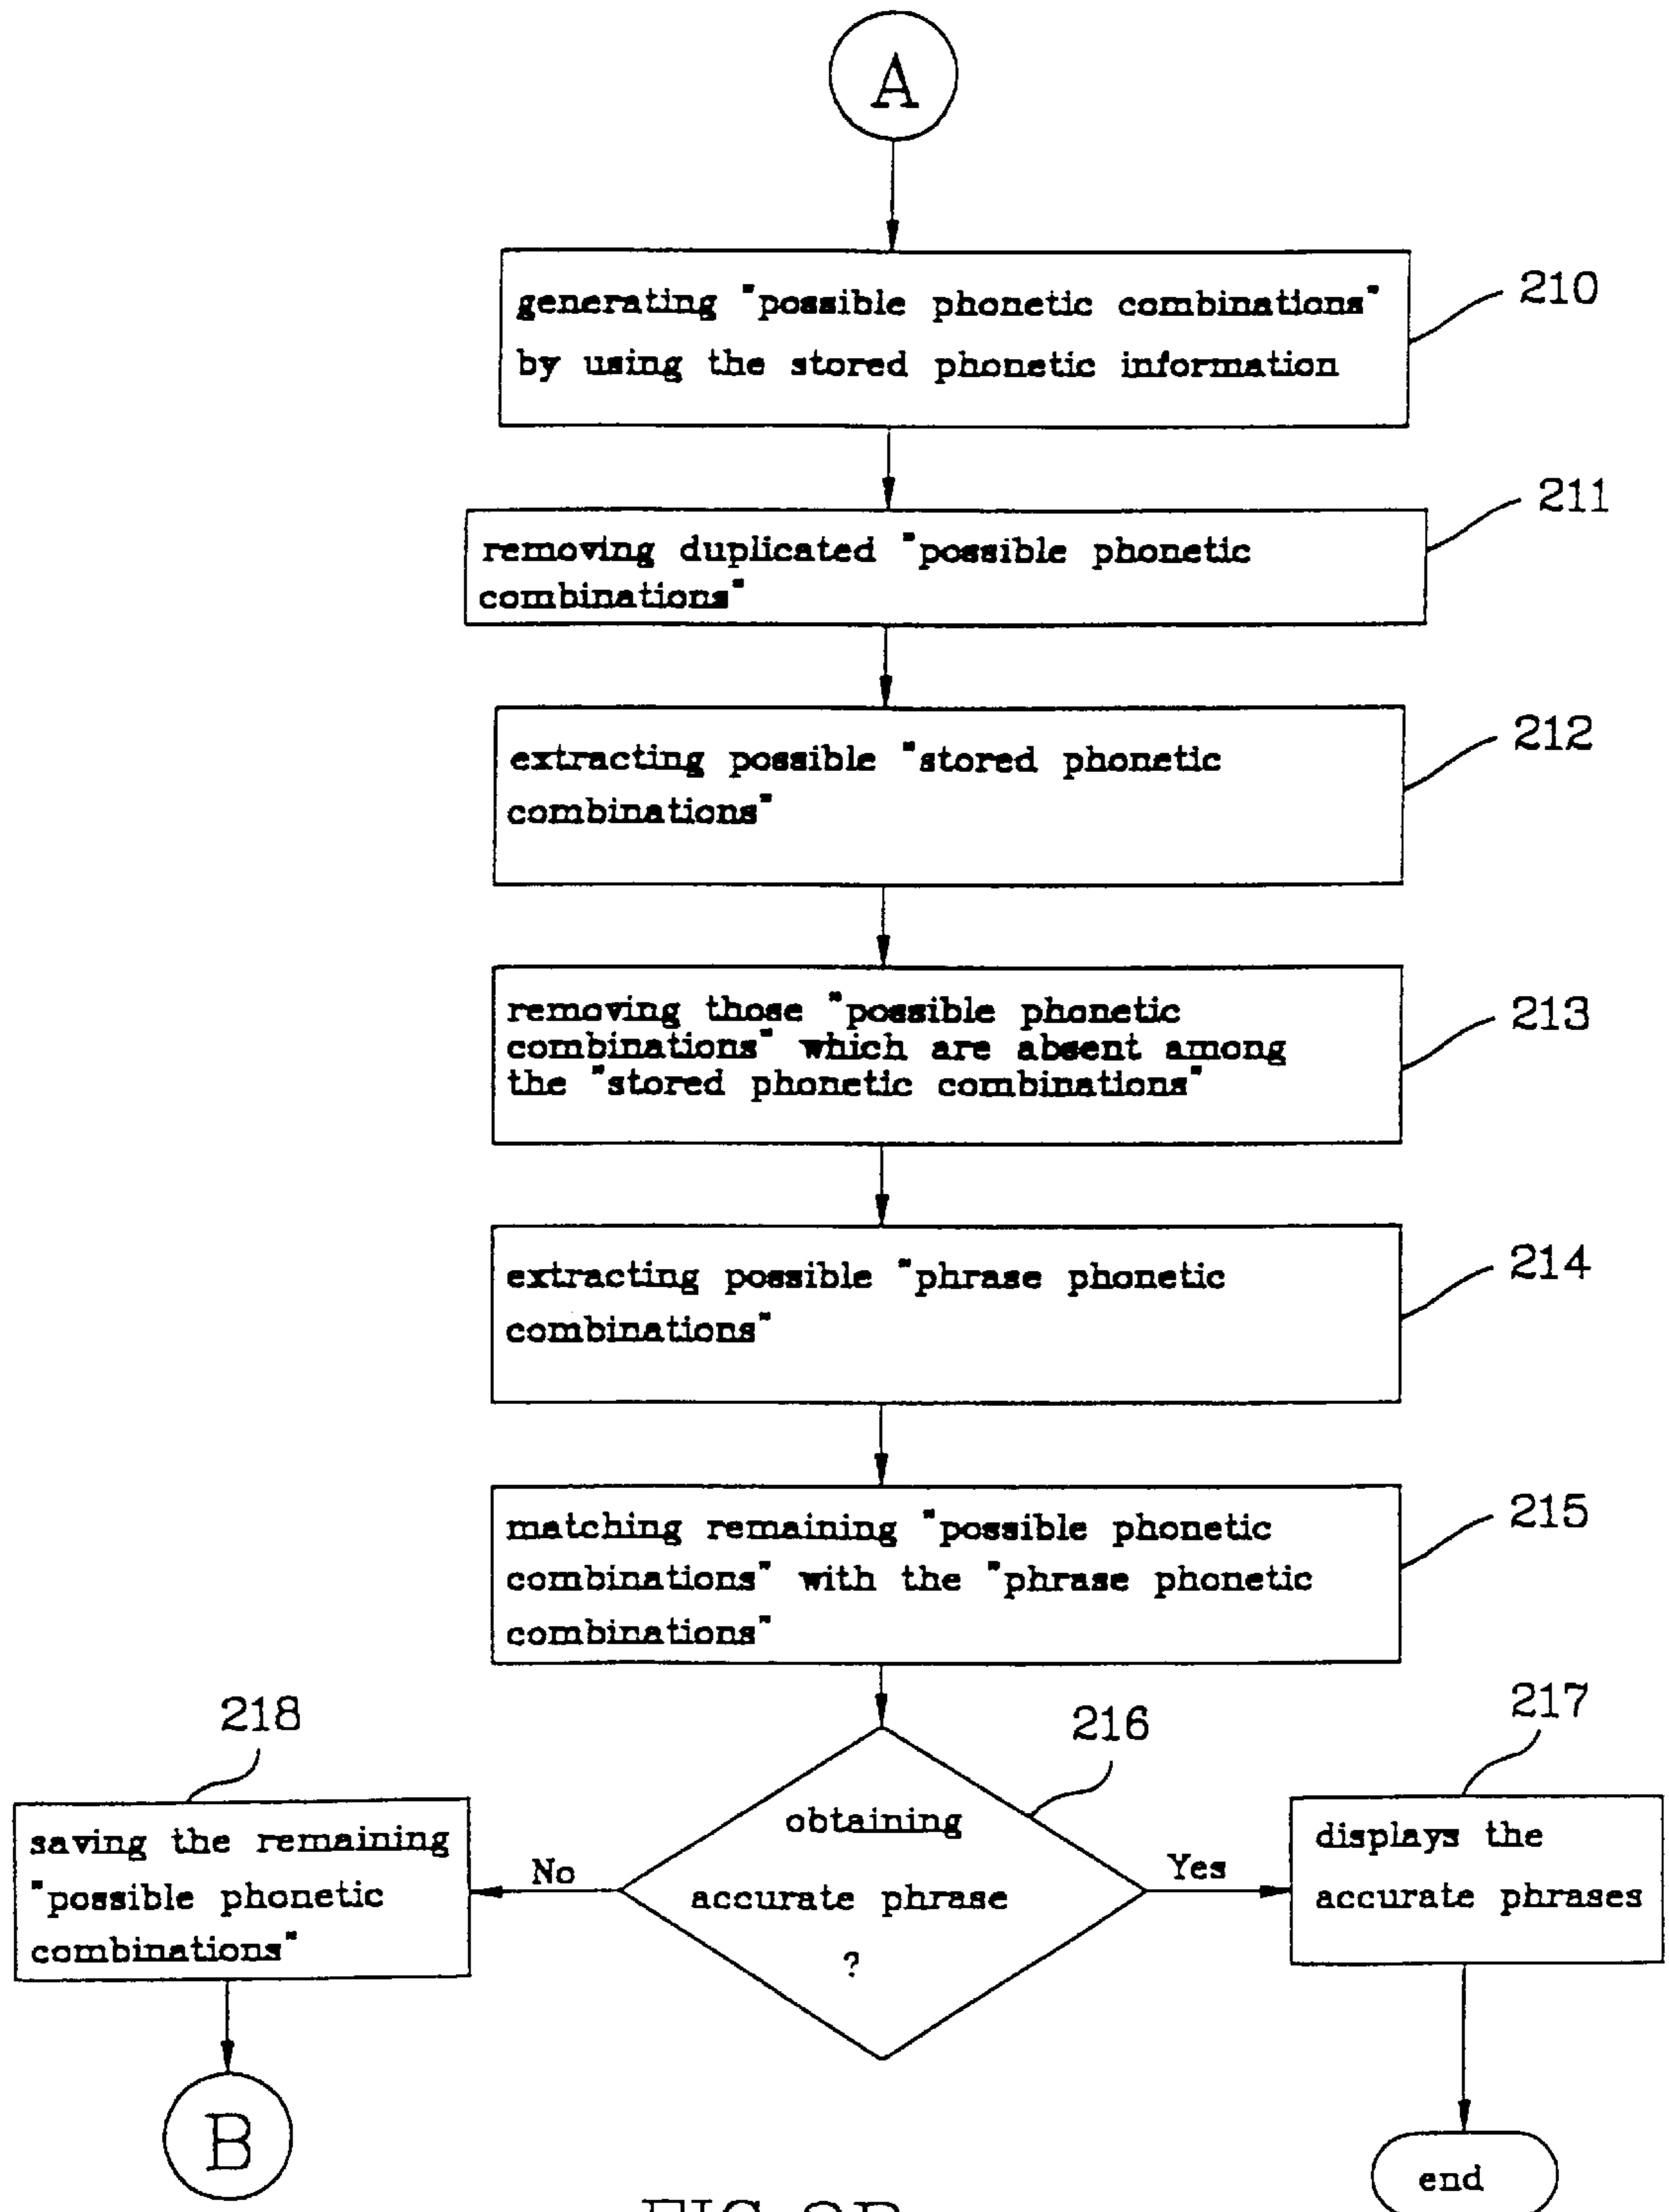 A
generating "possible phonetic combinations"
by using the stored phonetic information
210
removing duplicated "possible phonetic
combinations"
211
extracting possible "stored phonetic
combinations"
212
removing those "possible phonetic
combinations" which are absent among
the "stored phonetic combinations"
213
extracting possible "phrase phonetic
combinations"
214
matching remaining "possible phonetic
combinations" with the "phrase phonetic
combinations"
215
216
obtaining
accurate phrase
?
No
Yes
218
saving the remaining
"possible phonetic
combinations"
B
217
displays the
accurate phrases
end